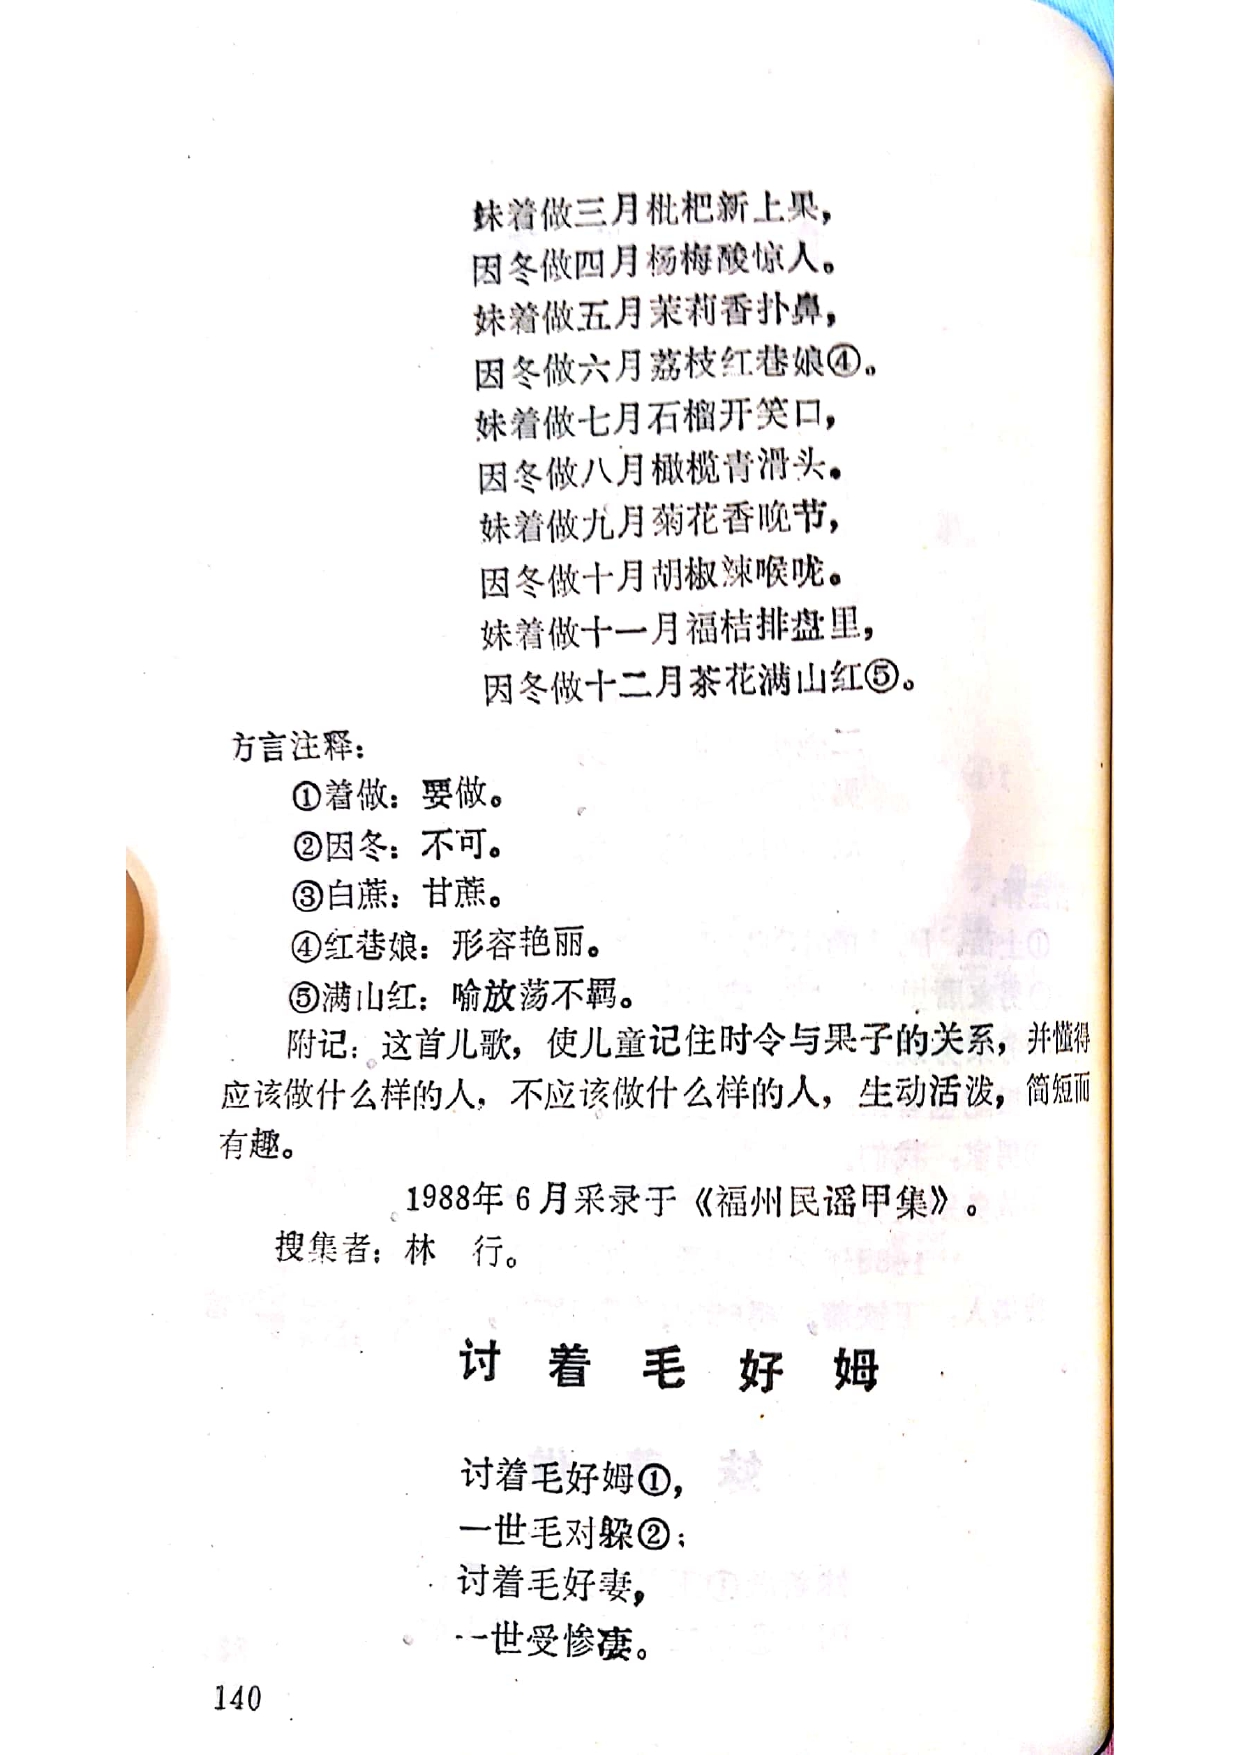 妹着做三月枇杷新上果，
因冬做四月杨梅酸惊人。
妹着做五月茉莉香扑鼻，
因冬做六月荔枝红巷娘④。
妹着做七月石榴开笑口，
因冬做八月橄榄青滑头。
妹着做九月菊花香晚节，
因冬做十月胡椒辣喉咙。
妹着做十一月福桔排盘里，
因冬做十二月茶花满山红⑤。
方言注释：
①着做：要做。
②因冬：不可。
③白蔗：甘蔗。
④红巷娘：形容艳丽。
⑤满山红：喻放荡不羁。
附记：这首儿歌，使儿童记住时令与果子的关系，并懂得
应该做什么样的人，不应该做什么样的人，生动活泼，简短而
有趣。
1988年6月采录于《福州民谣甲集》。
搜集者：林　行。
讨着毛好姆
讨着毛好姆①，
一世毛对躲②；
讨着毛好妻，
一世受惨凄。
140